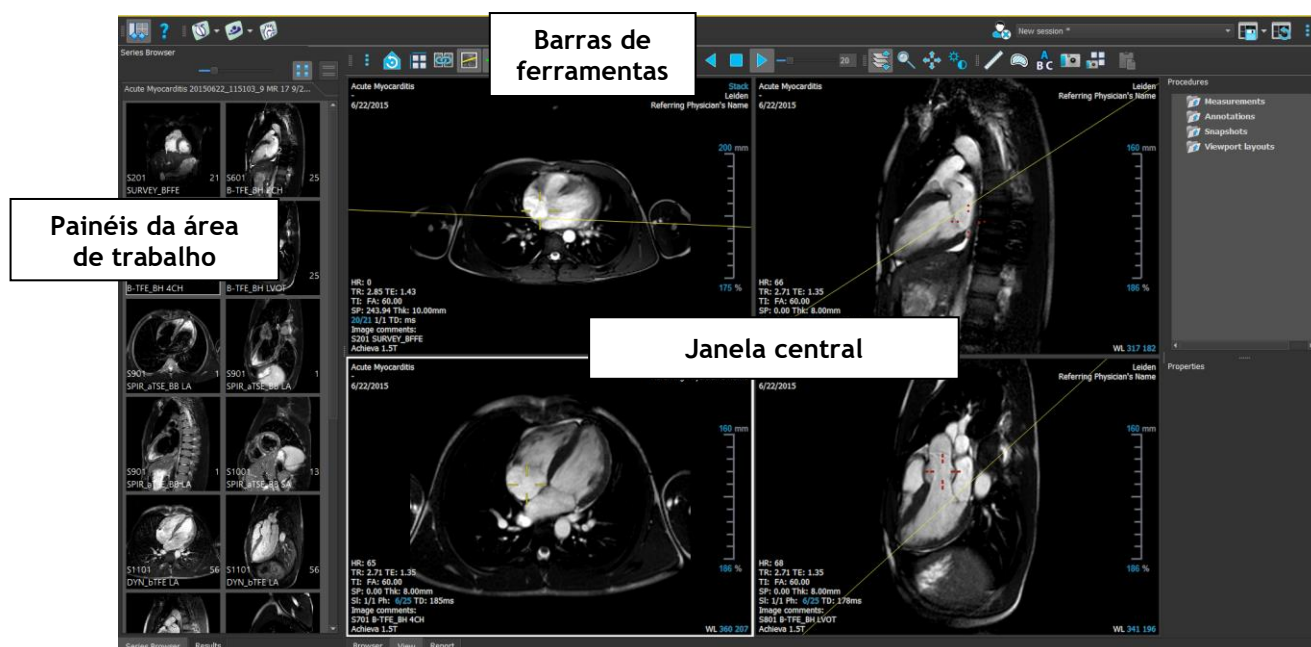 Barras de
ferramentas
New session *
Series Browser
20
Acute Myocarditis 20150622_115103_9 MR 17 9/2...
S201 21
SURVEY_BFFE
S601 25
B-TFE_BH 2CH
Painéis da área
de trabalho
B-TFE_BH 4CH
25
B-TFE_BH LVOT
S901 1
SPIR_aTSE_BB LA
S901 1
SPIR_aTSE_BB LA
S901 1
SPIR_aTSE_BB LA
S1001 13
SPIR_aTSE_BB SA
S1101 56
DYN_bTFE LA
S1101 56
DYN_bTFE LA
Series Browser Results
Acute Myocarditis
-
6/22/2015
Stack
Leiden
Referring Physician's Name
200 mm
175 %
HR: 0
TR: 2.85 TE: 1.43
TI: FA: 60.00
SP: 243.94 Thk: 10.00mm
20/21 1/1 TD: ms
Image comments:
S201 SURVEY_BFFE
Achieva 1.5T
Acute Myocarditis
-
6/22/2015
Leiden
Referring Physician's Name
160 mm
186 %
HR: 66
TR: 2.71 TE: 1.35
TI: FA: 60.00
SP: 0.00 Thk: 8.00mm
WL 317 182
Janela central
Acute Myocarditis
-
6/22/2015
160 mm
186 %
HR: 65
TR: 2.71 TE: 1.35
TI: FA: 60.00
SP: 0.00 Thk: 8.00mm
Sl: 1/1 Ph: 6/25 TD: 185ms
Image comments:
S701 B-TFE_BH 4CH
Achieva 1.5T
WL 360 207
Acute Myocarditis
-
6/22/2015
Leiden
Referring Physician's Name
160 mm
186 %
HR: 68
TR: 2.71 TE: 1.35
TI: FA: 60.00
SP: 0.00 Thk: 8.00mm
Sl: 1/1 Ph: 6/25 TD: 178ms
Image comments:
S801 B-TFE_BH LVOT
Achieva 1.5T
WL 341 196
Browser View Report
Procedures
Measurements
Annotations
Snapshots
Viewport layouts
Properties